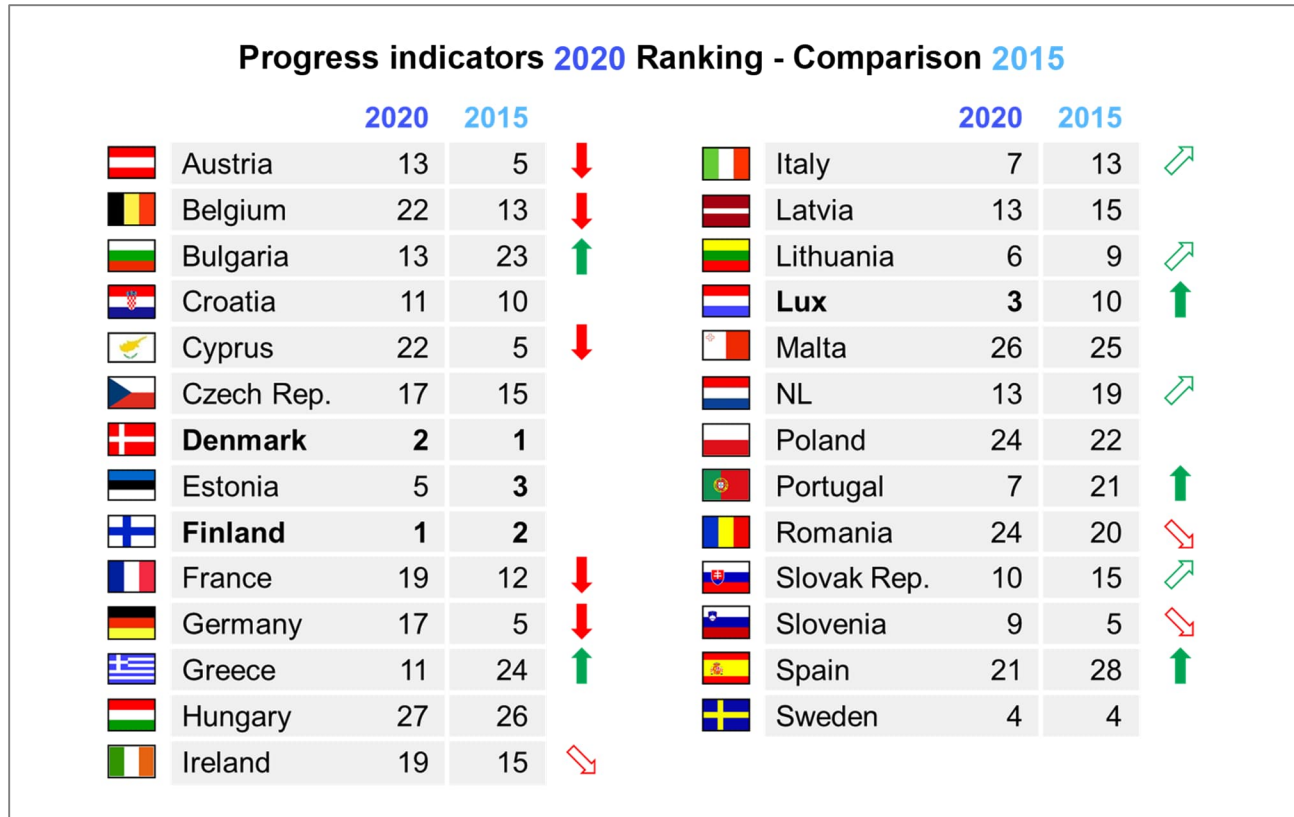 Progress indicators 2020 Ranking - Comparison 2015
2020 2015
Austria 13 5
Belgium 22 13
Bulgaria 13 23
Croatia 11 10
Cyprus 22 5
Czech Rep. 17 15
Denmark 2 1
Estonia 5 3
Finland 1 2
France 19 12
Germany 17 5
Greece 11 24
Hungary 27 26
Ireland 19 15
2020 2015
Italy 7 13
Latvia 13 15
Lithuania 6 9
Lux 3 10
Malta 26 25
NL 13 19
Poland 24 22
Portugal 7 21
Romania 24 20
Slovak Rep. 10 15
Slovenia 9 5
Spain 21 28
Sweden 4 4